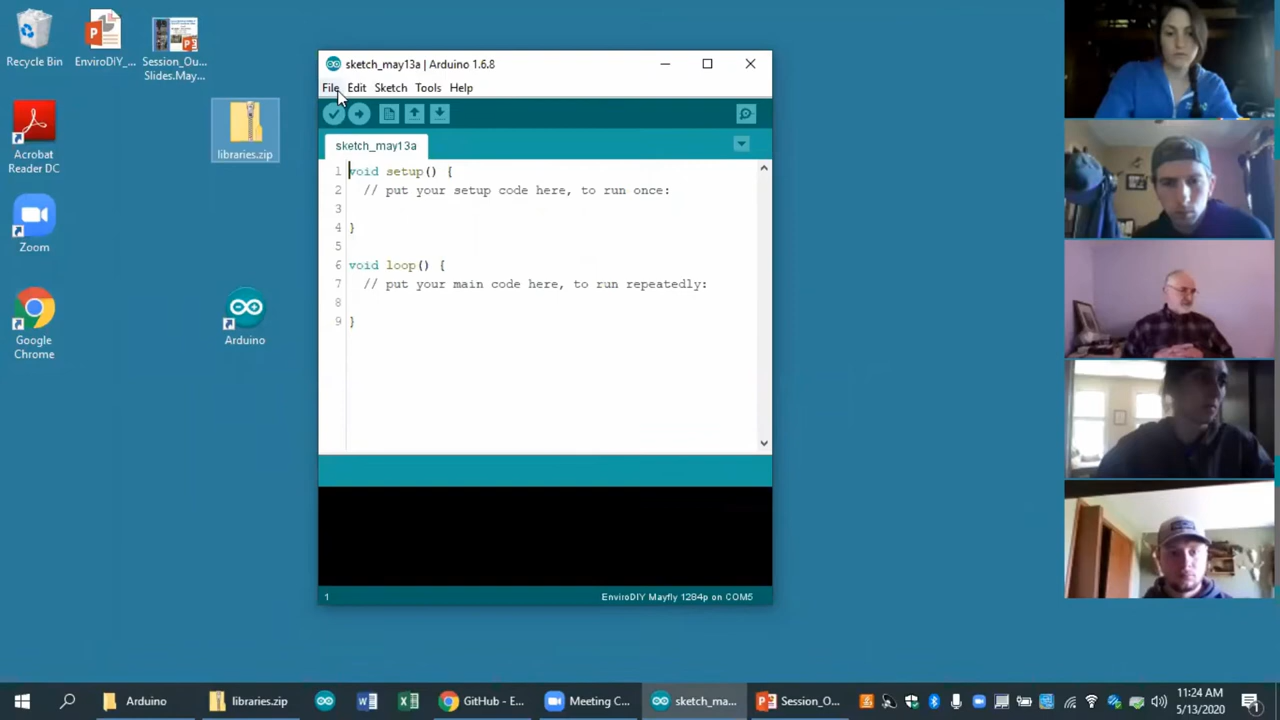 Recycle Bin
EnviroDIY_...
Session_Ou...
Slides.May...
libraries.zip
Acrobat
Reader DC
Zoom
Google
Chrome
Arduino
sketch_may13a | Arduino 1.6.8
File Edit Sketch Tools Help
sketch_may13a
1 void setup() {
2 // put your setup code here, to run once:
3
4 }
5
6 void loop() {
7 // put your main code here, to run repeatedly:
8
9 }
1 EnviroDIY Mayfly 1284p on COM5
Arduino
libraries.zip
GitHub - E...
Meeting C...
sketch_ma...
Session_O...
11:24 AM
5/13/2020
1